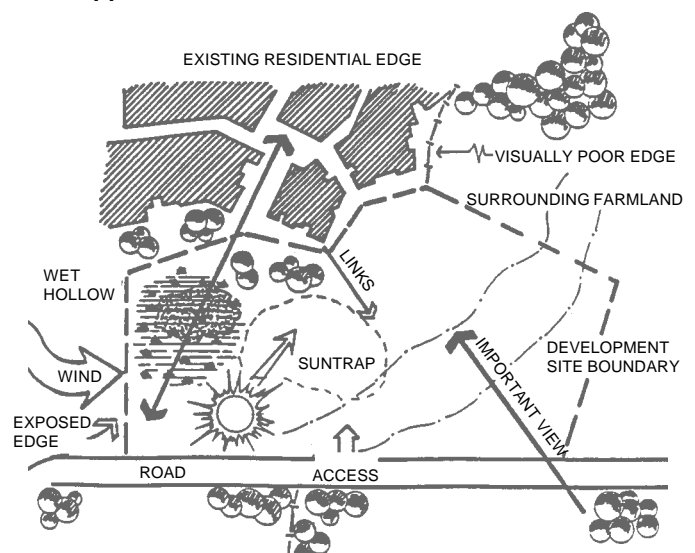 EXISTING RESIDENTIAL EDGE
VISUALLY POOR EDGE
SURROUNDING FARMLAND
WET
HOLLOW
LINKS
WIND
SUNTRAP
IMPORTANT VIEW
DEVELOPMENT
SITE BOUNDARY
EXPOSED
EDGE
ROAD
ACCESS